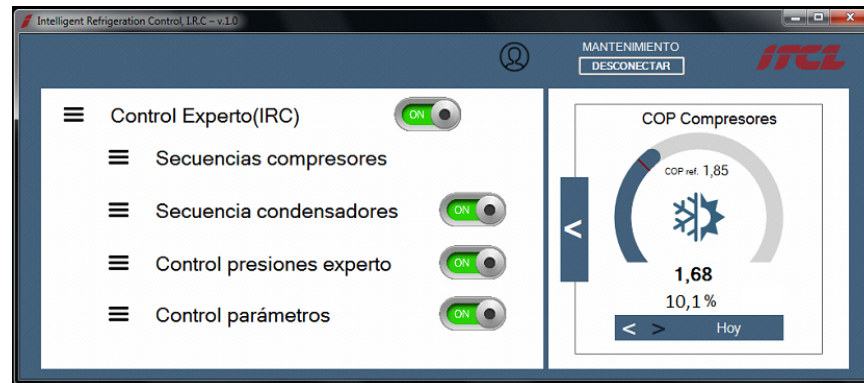 Intelligent Refrigeration Control, I.R.C – v.1.0
MANTENIMIENTO
DESCONECTAR
ITCL
Control Experto(IRC)
ON
Secuencias compresores
Secuencia condensadores
ON
Control presiones experto
ON
Control parámetros
ON
COP Compresores
COP ref. 1,85
<
1,68
10,1 %
< > Hoy